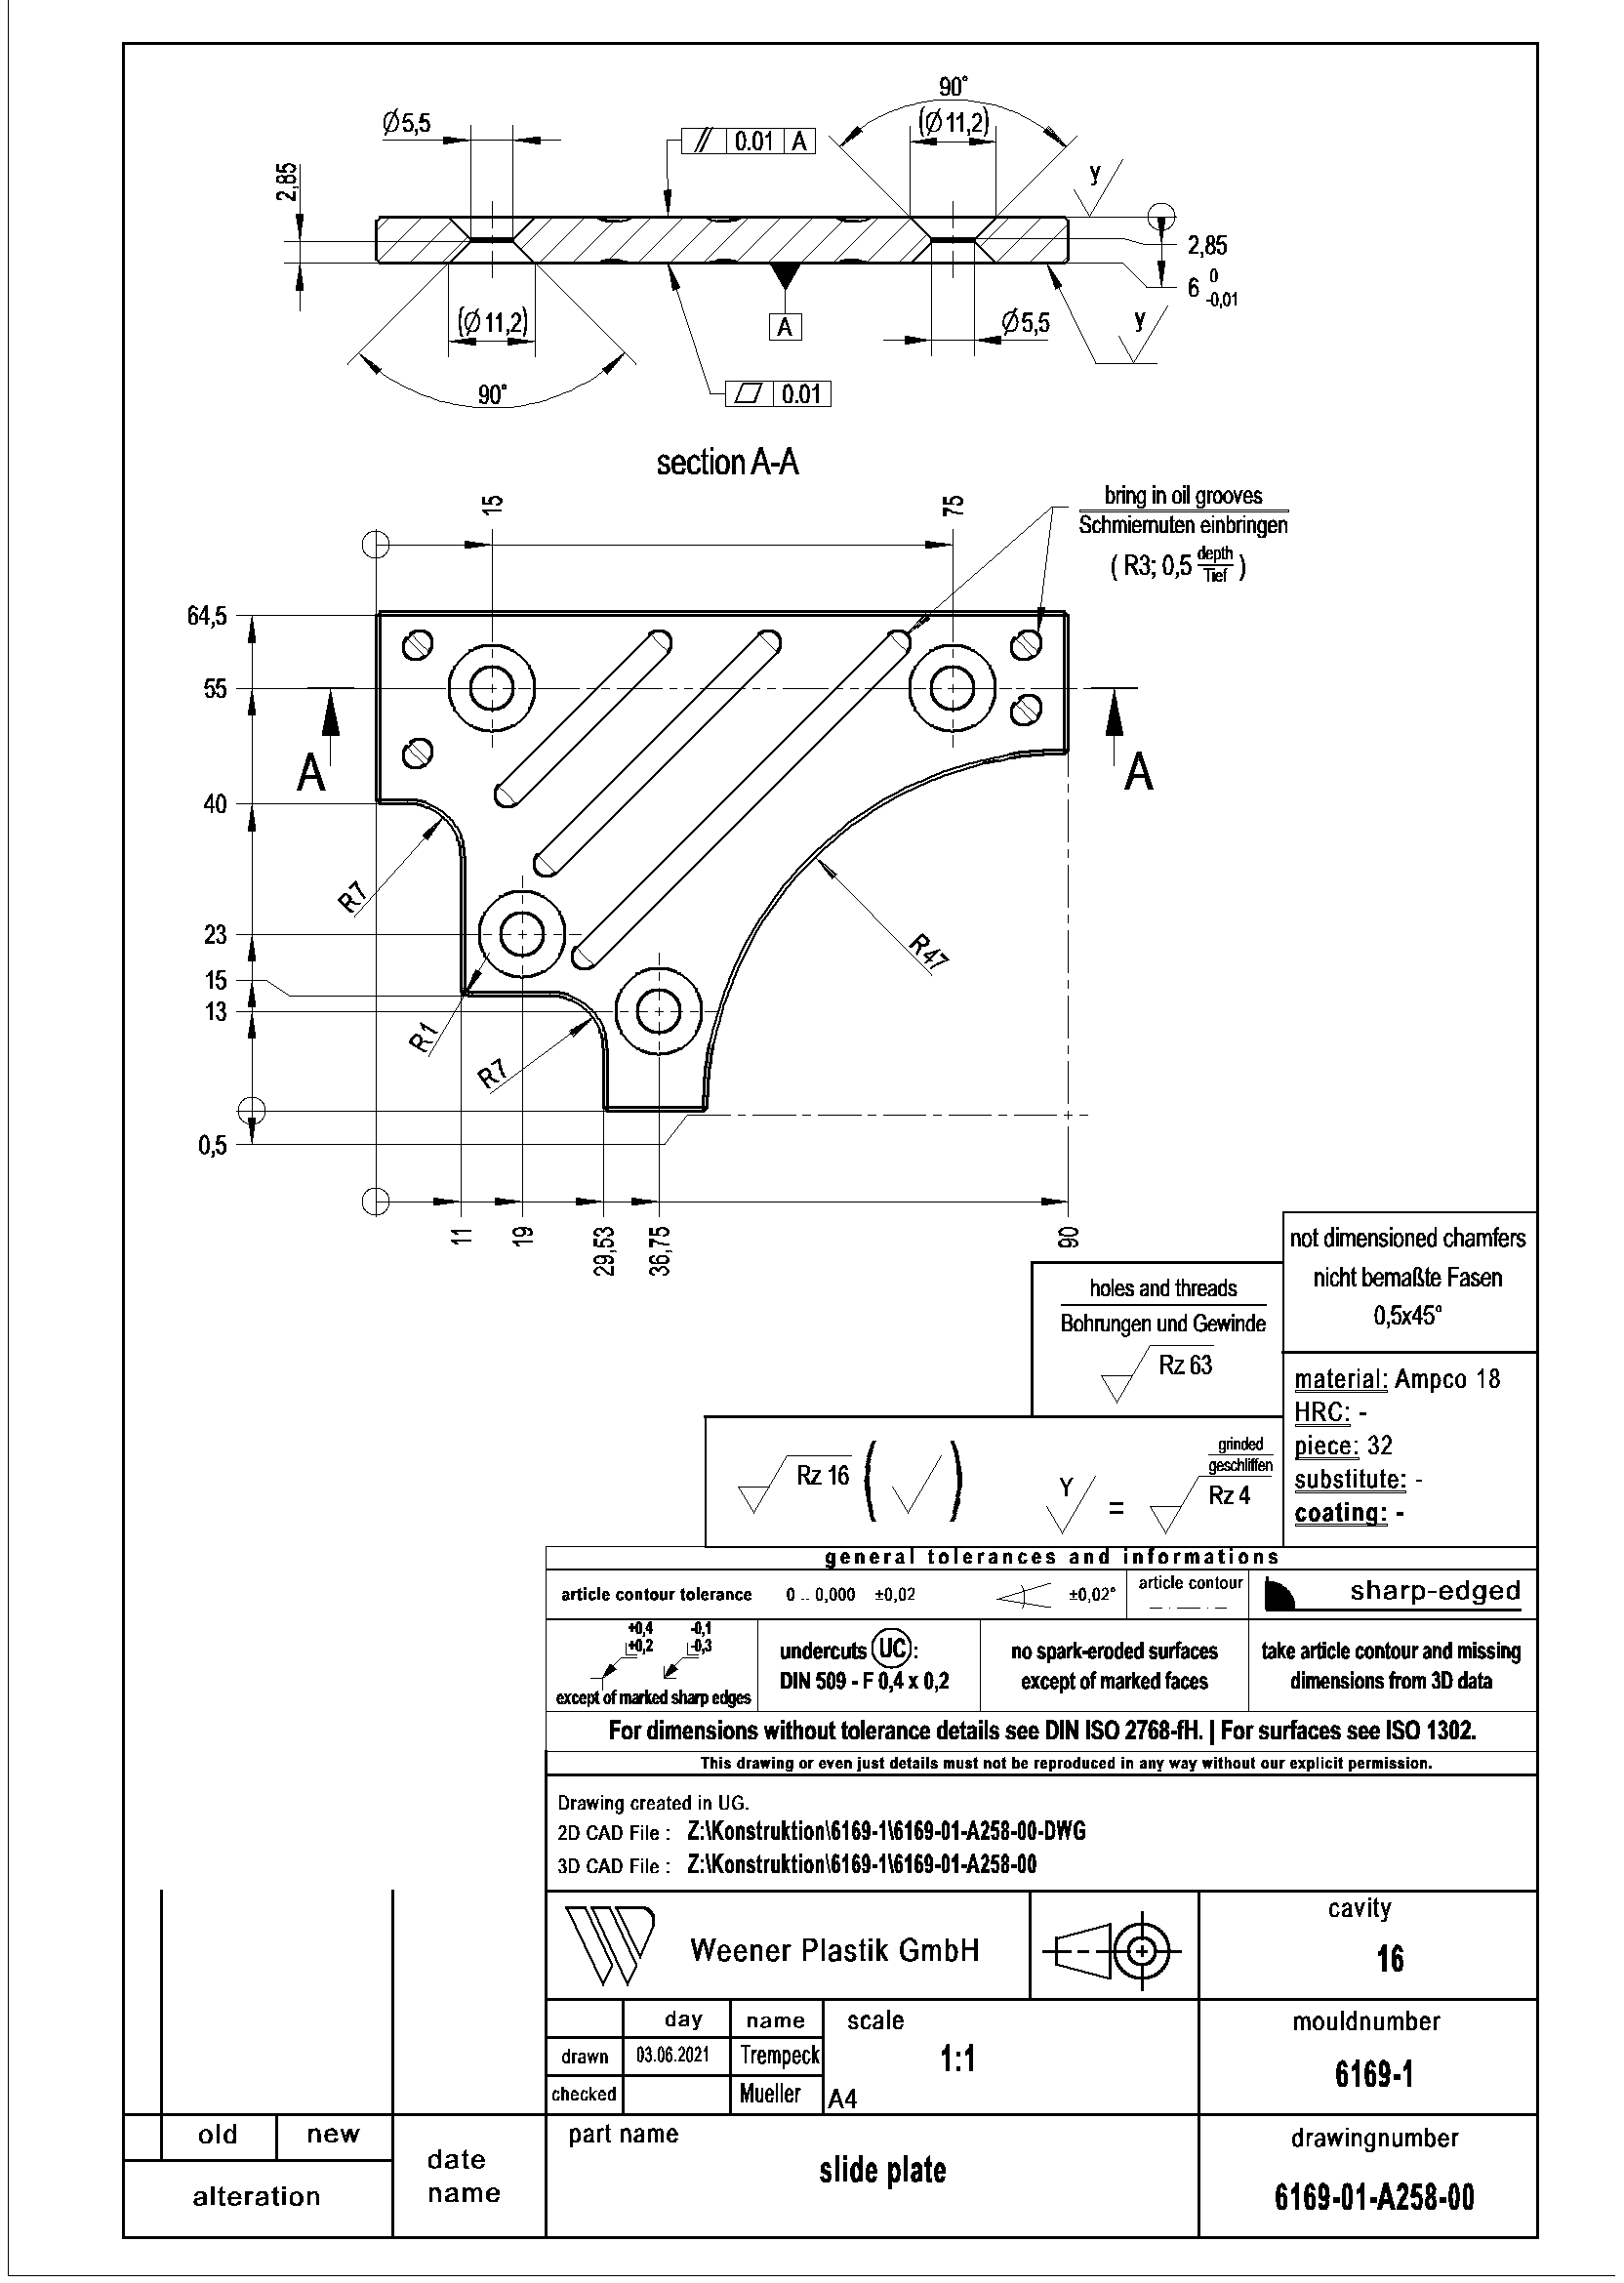 90°
Ø5,5
(Ø11,2)
// 0.01 A
2,85
y
2,85
6 0 -0,01
(Ø11,2)
A
Ø5,5
y
90°
0.01
section A-A
15
75
bring in oil grooves
Schmiernuten einbringen
( R3; 0,5 depth/Tief )
64,5
55
A
A
40
R7
23
R47
15
13
R1
R7
0,5
11
19
29,53
36,75
90
not dimensioned chamfers
nicht bemaßte Fasen
0,5x45°
holes and threads
Bohrungen und Gewinde
Rz 63
material: Ampco 18
HRC: -
piece: 32
substitute: -
coating: -
Rz 16
Y = grinded
geschliffen
Rz 4
general tolerances and informations
article contour tolerance 0 .. 0,000 ±0,02 ±0,02° article contour sharp-edged
+0,4 -0,1
+0,2 -0,3
except of marked sharp edges
undercuts UC :
DIN 509 - F 0,4 x 0,2
no spark-eroded surfaces
except of marked faces
take article contour and missing
dimensions from 3D data
For dimensions without tolerance details see DIN ISO 2768-fH. | For surfaces see ISO 1302.
This drawing or even just details must not be reproduced in any way without our explicit permission.
Drawing created in UG.
2D CAD File : Z:\Konstruktion\6169-1\6169-01-A258-00-DWG
3D CAD File : Z:\Konstruktion\6169-1\6169-01-A258-00
Weener Plastik GmbH
cavity
16
day name scale
drawn 03.06.2021 Trempeck 1:1
checked Mueller A4
mouldnumber
6169-1
old new
alteration
date
name
part name
slide plate
drawingnumber
6169-01-A258-00